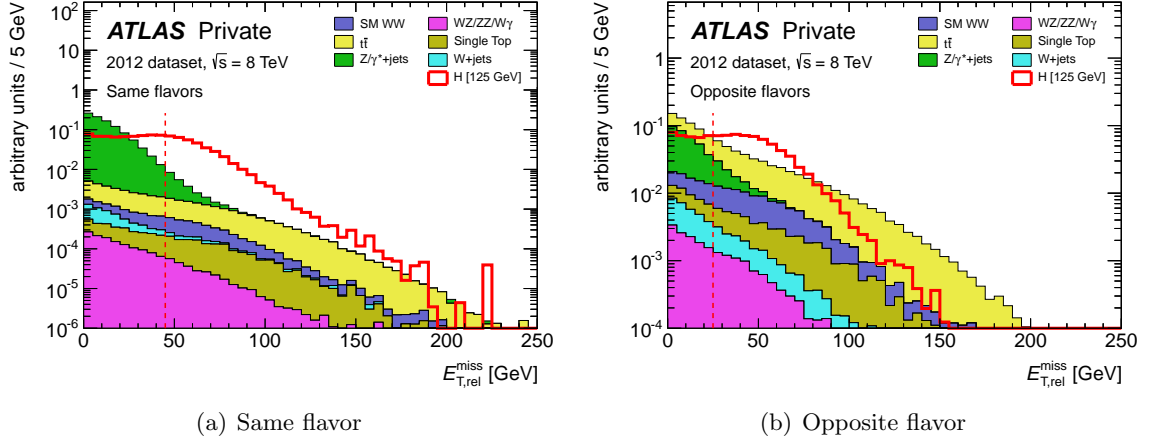 ATLAS Private
2012 dataset, √s = 8 TeV
Same flavors
SM WW
tt̄
Z/γ*+jets
WZ/ZZ/Wγ
Single Top
W+jets
H [125 GeV]
arbitrary units / 5 GeV
10²
10
1
10⁻¹
10⁻²
10⁻³
10⁻⁴
10⁻⁵
10⁻⁶
0 50 100 150 200 250
E_T,rel^miss [GeV]
(a) Same flavor
ATLAS Private
2012 dataset, √s = 8 TeV
Opposite flavors
SM WW
tt̄
Z/γ*+jets
WZ/ZZ/Wγ
Single Top
W+jets
H [125 GeV]
arbitrary units / 5 GeV
1
10⁻¹
10⁻²
10⁻³
10⁻⁴
0 50 100 150 200 250
E_T,rel^miss [GeV]
(b) Opposite flavor